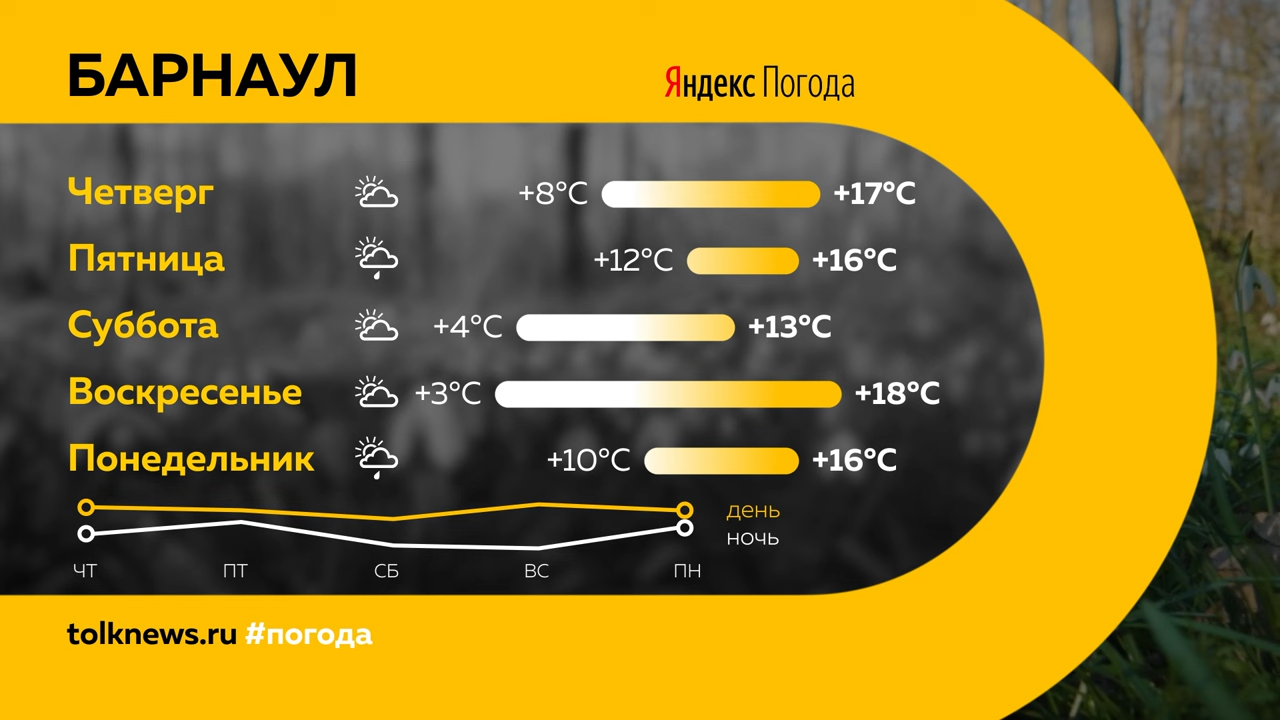 БАРНАУЛ
Яндекс Погода
Четверг +8°C +17°C
Пятница +12°C +16°C
Суббота +4°C +13°C
Воскресенье +3°C +18°C
Понедельник +10°C +16°C
день
ночь
ЧТ ПТ СБ ВС ПН
tolknews.ru #погода